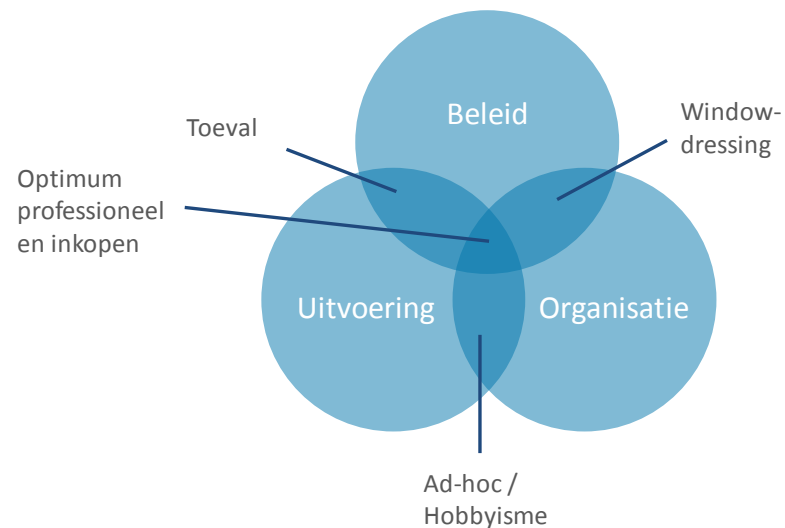 Beleid
Window-
dressing
Toeval
Optimum
professioneel
en inkopen
Uitvoering
Organisatie
Ad-hoc /
Hobbyisme